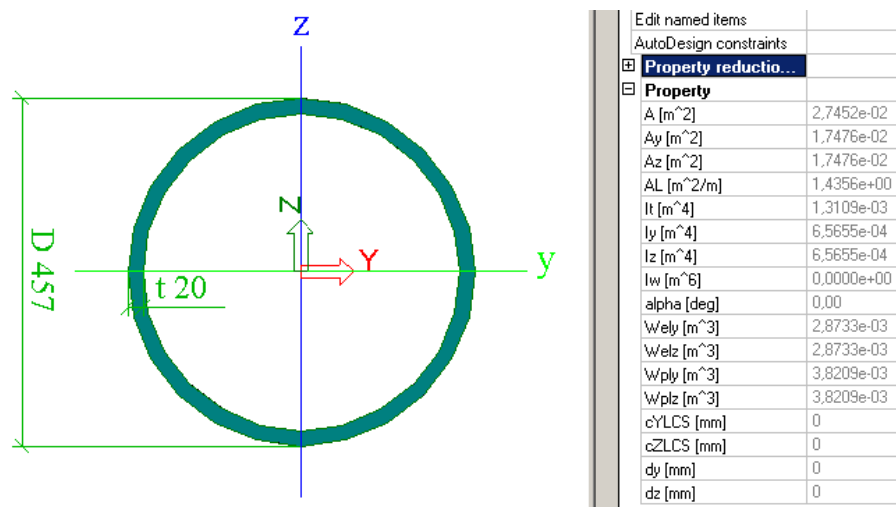 z
D 457
t 20
Z
Y
y
Edit named items
AutoDesign constraints
Property reductio...
Property
A [m^2] 2,7452e-02
Ay [m^2] 1,7476e-02
Az [m^2] 1,7476e-02
AL [m^2/m] 1,4356e+00
It [m^4] 1,3109e-03
Iy [m^4] 6,5655e-04
Iz [m^4] 6,5655e-04
Iw [m^6] 0,0000e+00
alpha [deg] 0,00
Wely [m^3] 2,8733e-03
Welz [m^3] 2,8733e-03
Wply [m^3] 3,8209e-03
Wplz [m^3] 3,8209e-03
cYLCS [mm] 0
cZLCS [mm] 0
dy [mm] 0
dz [mm] 0